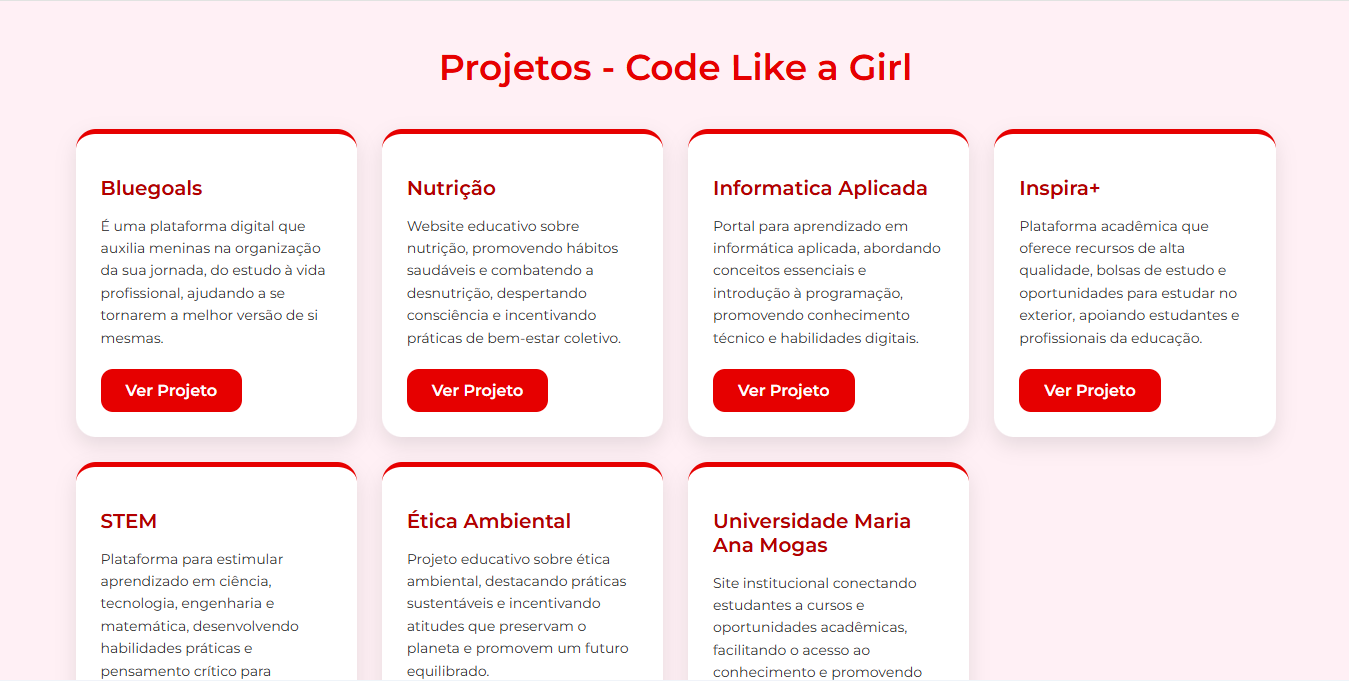 Projetos - Code Like a Girl
Bluegoals
É uma plataforma digital que
auxilia meninas na organização
da sua jornada, do estudo à vida
profissional, ajudando a se
tornarem a melhor versão de si
mesmas.
Ver Projeto
Nutrição
Website educativo sobre
nutrição, promovendo hábitos
saudáveis e combatendo a
desnutrição, despertando
consciência e incentivando
práticas de bem-estar coletivo.
Ver Projeto
Informatica Aplicada
Portal para aprendizado em
informática aplicada, abordando
conceitos essenciais e
introdução à programação,
promovendo conhecimento
técnico e habilidades digitais.
Ver Projeto
Inspira+
Plataforma acadêmica que
oferece recursos de alta
qualidade, bolsas de estudo e
oportunidades para estudar no
exterior, apoiando estudantes e
profissionais da educação.
Ver Projeto
STEM
Plataforma para estimular
aprendizado em ciência,
tecnologia, engenharia e
matemática, desenvolvendo
habilidades práticas e
pensamento crítico para
Ética Ambiental
Projeto educativo sobre ética
ambiental, destacando práticas
sustentáveis e incentivando
atitudes que preservam o
planeta e promovem um futuro
equilibrado.
Universidade Maria
Ana Mogas
Site institucional conectando
estudantes a cursos e
oportunidades acadêmicas,
facilitando o acesso ao
conhecimento e promovendo